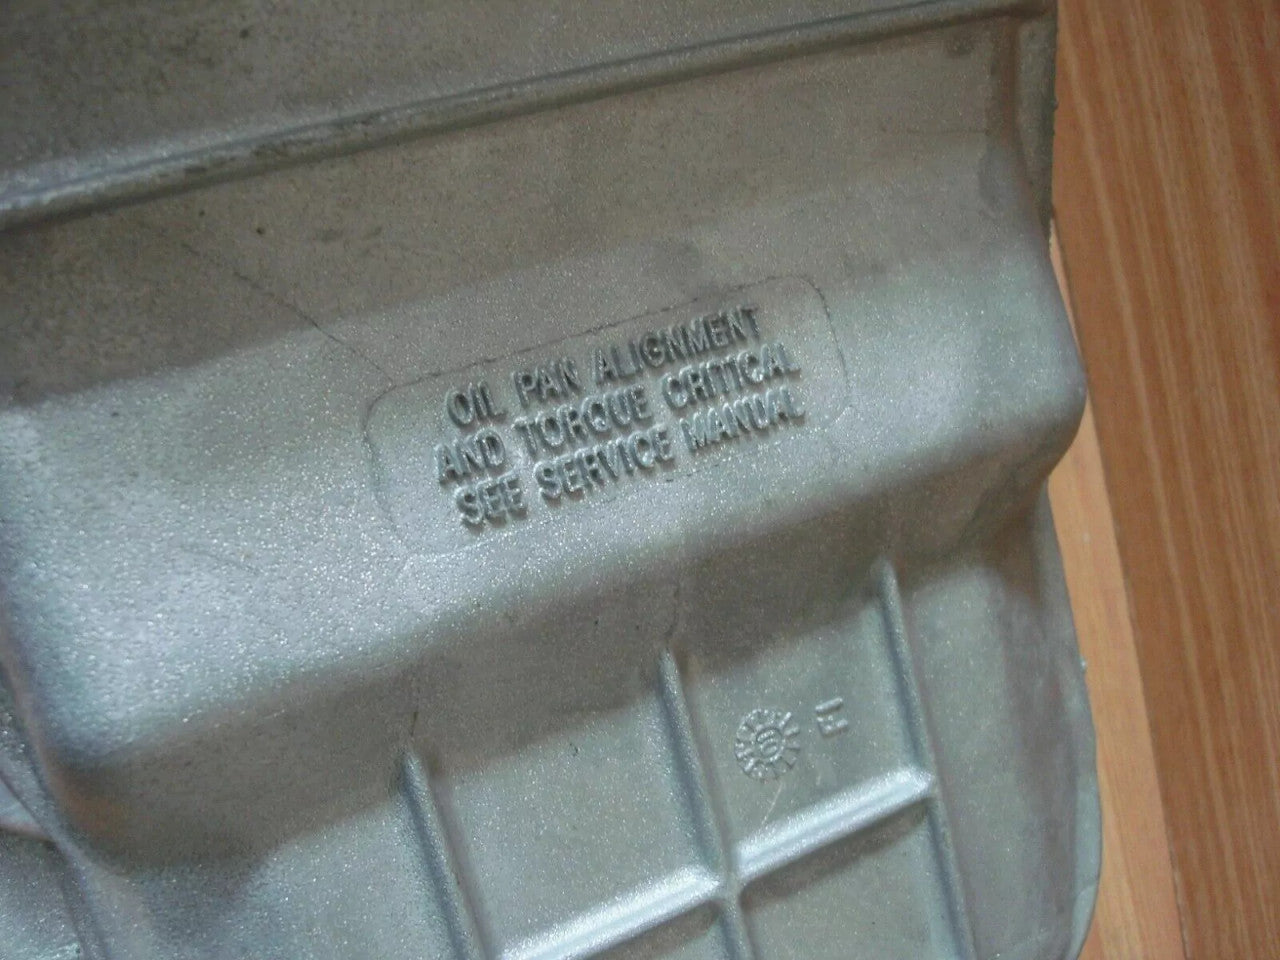 OIL PAN ALIGNMENT
AND TORQUE CRITICAL
SEE SERVICE MANUAL